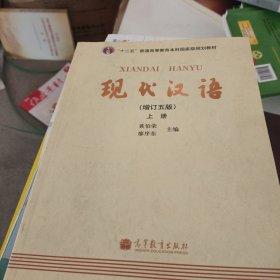 "十二五"普通高等教育本科国家级规划教材
XIANDAI HANYU
现代汉语
(增订五版)
上册
黄伯荣
廖序东
主编
高等教育出版社